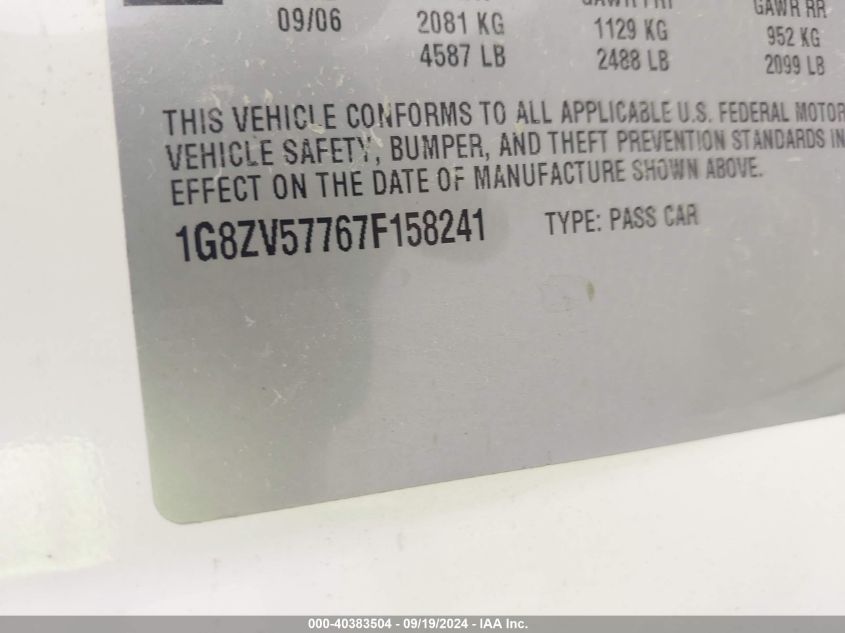 09/06 2081 KG 1129 KG 952 KG
4587 LB 2488 LB 2099 LB
GAWR RR
THIS VEHICLE CONFORMS TO ALL APPLICABLE U.S. FEDERAL MOTOR
VEHICLE SAFETY, BUMPER, AND THEFT PREVENTION STANDARDS IN
EFFECT ON THE DATE OF MANUFACTURE SHOWN ABOVE.
1G8ZV57767F158241 TYPE: PASS CAR
000-40383504 - 09/19/2024 - IAA Inc.